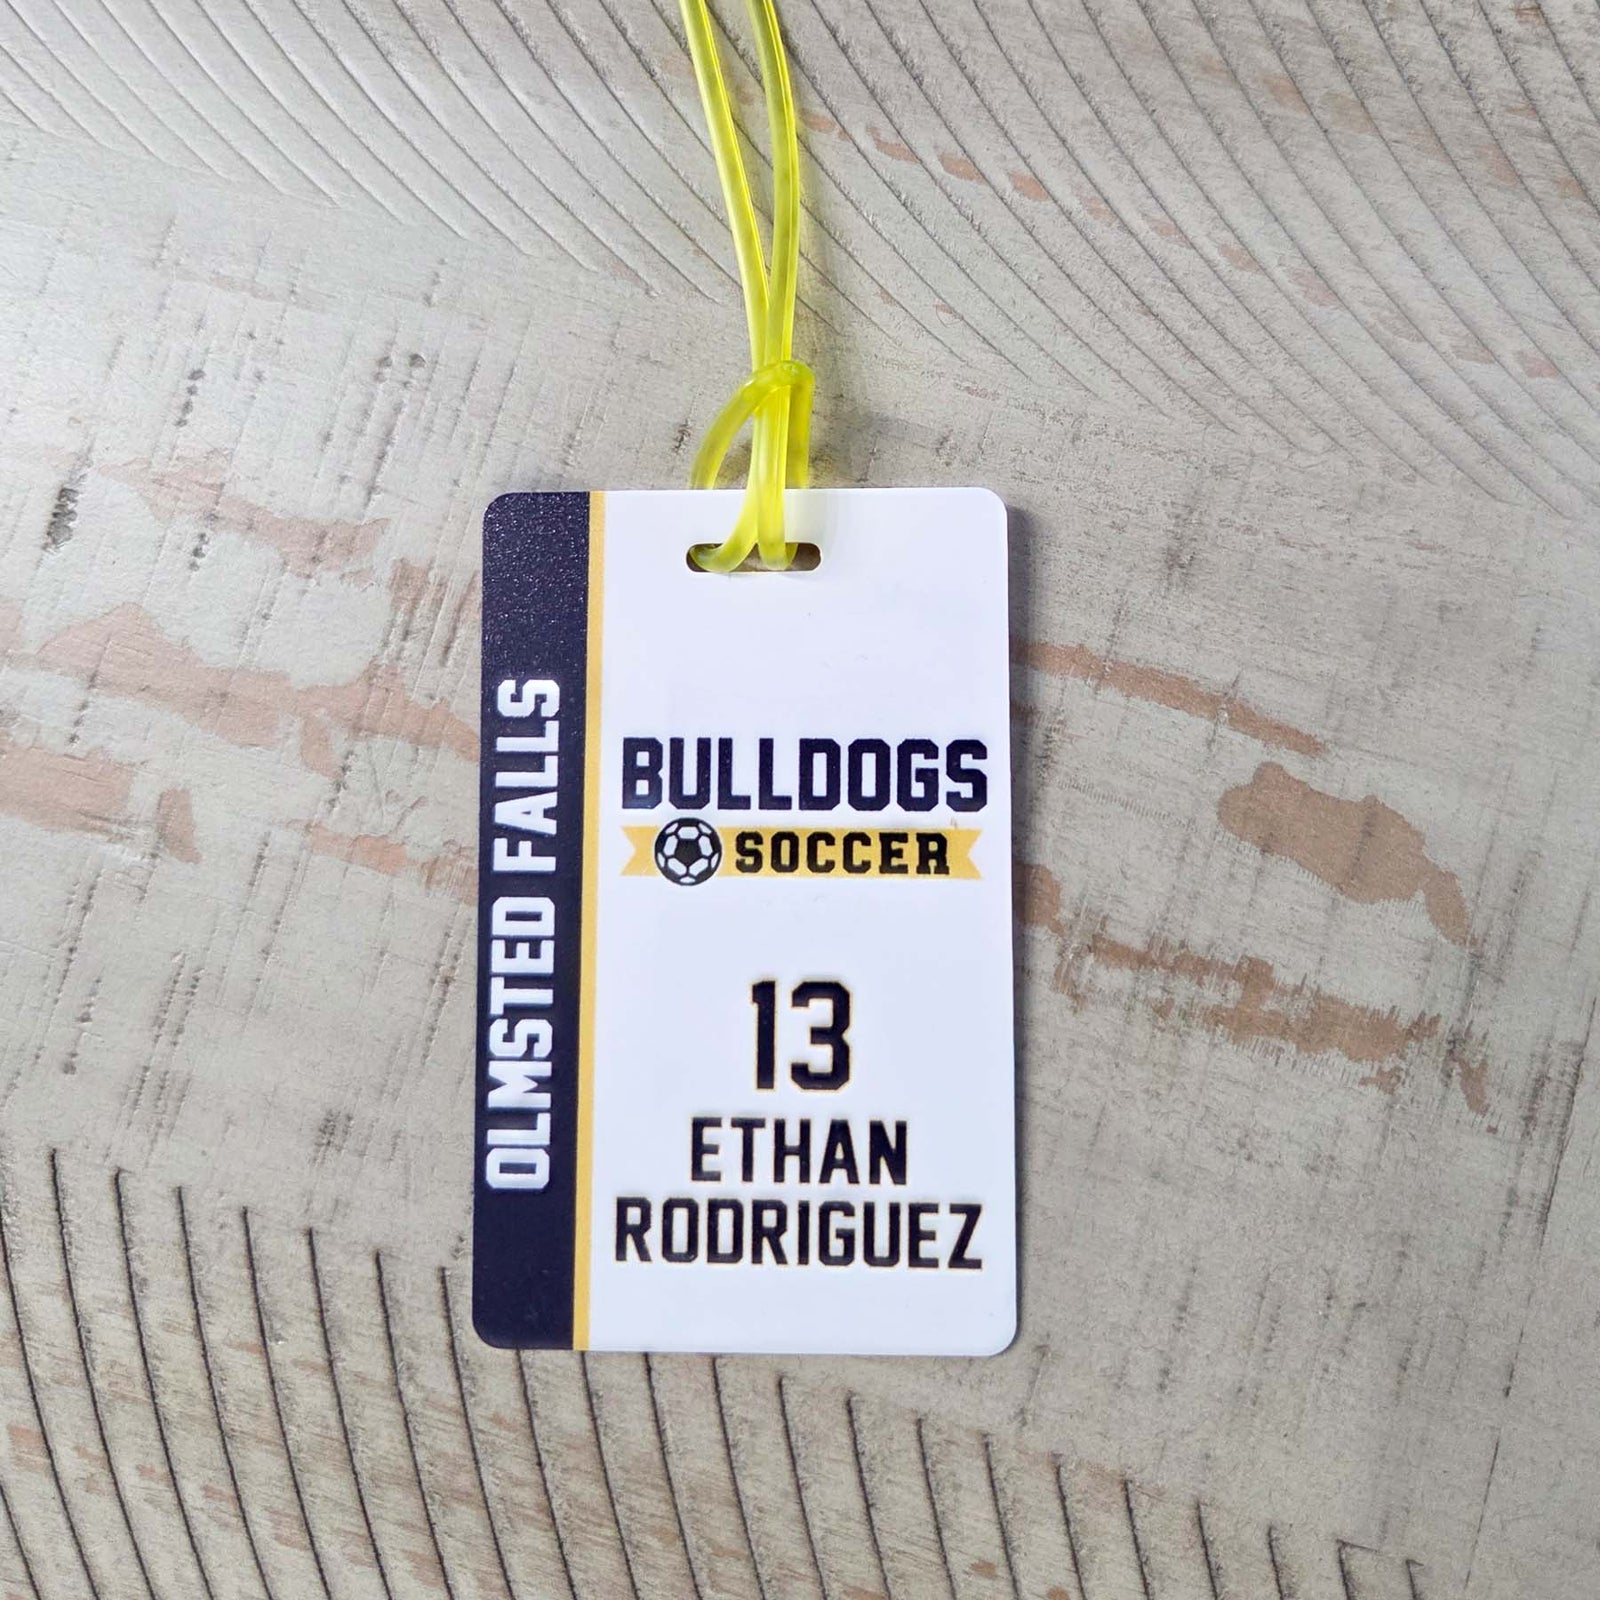 OLMSTED FALLS
BULLDOGS
SOCCER
13
ETHAN
RODRIGUEZ